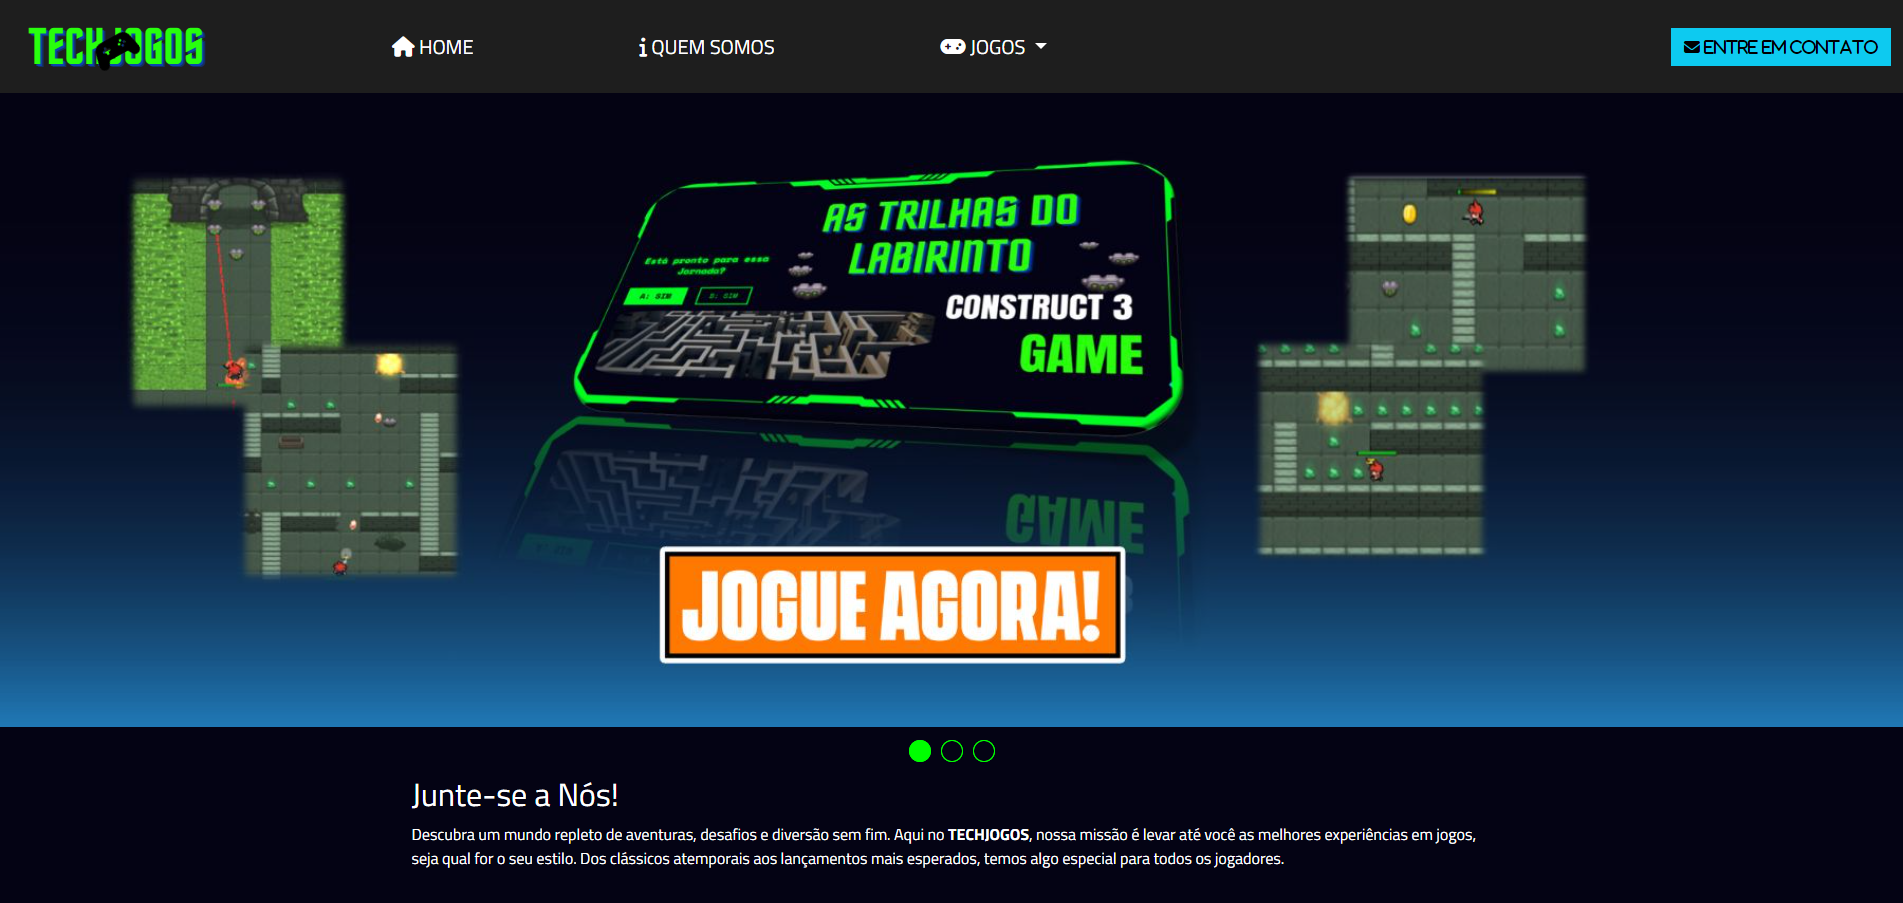 TECHJOGOS
HOME
QUEM SOMOS
JOGOS
ENTRE EM CONTATO
AS TRILHAS DO
LABIRINTO
Está pronto para essa
Jornada?
A: SIM
B: SIM
CONSTRUCT 3
GAME
GAME
JOGUE AGORA!
Junte-se a Nós!
Descubra um mundo repleto de aventuras, desafios e diversão sem fim. Aqui no TECHJOGOS, nossa missão é levar até você as melhores experiências em jogos,
seja qual for o seu estilo. Dos clássicos atemporais aos lançamentos mais esperados, temos algo especial para todos os jogadores.